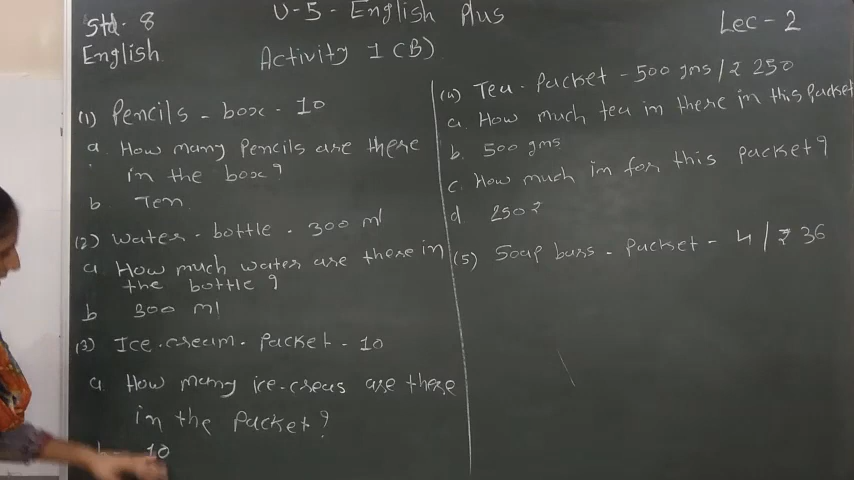 Std. 8
U-5 - English Plus
Lec - 2
English
Activity 1 (B)
(1) Pencils - box - 10
a. How many Pencils are there
in the box?
b Ten
(2) Water - bottle - 300 ml
a How much water are there in
the bottle?
b 300 ml
(3) Ice-cream - Packet - 10
a How many ice-creas are there
in the Packet?
b 10
(4) Tea - Packet - 500 gms / ₹ 250
a. How much tea in there in this Packet
b. 500 gms
c. How much in for this packet?
d. 250 ₹
(5) Soap bars - Packet - 4 / ₹ 36